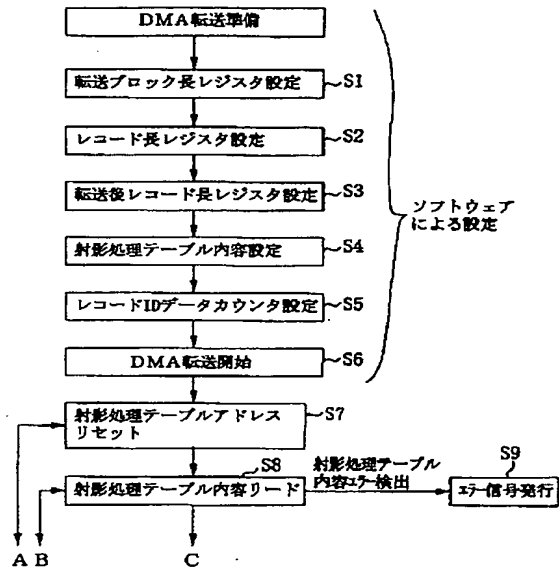 DMA転送準備
転送ブロック長レジスタ設定
S1
レコード長レジスタ設定
S2
転送後レコード長レジスタ設定
S3
射影処理テーブル内容設定
S4
レコードIDデータカウンタ設定
S5
DMA転送開始
S6
ソフトウェア
による設定
射影処理テーブルアドレス
リセット
S7
射影処理テーブル内容リード
S8
射影処理テーブル
内容エラー検出
S9
エラー信号発行
A
B
C